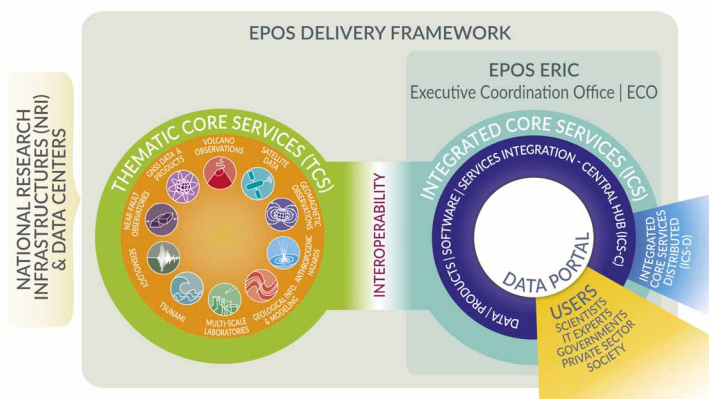 EPOS DELIVERY FRAMEWORK
EPOS ERIC
Executive Coordination Office | ECO
NATIONAL RESEARCH
INFRASTRUCTURES (NRI)
& DATA CENTERS
THEMATIC CORE SERVICES (TCS)
VOLCANO
OBSERVATIONS
SATELLITE
DATA
GEOMAGNETIC
OBSERVATIONS
ANTHROPOGENIC
HAZARDS
GEOLOGICAL INFO.
& MODELING
MULTI-SCALE
LABORATORIES
TSUNAMI
SEISMOLOGY
NEAR-FAULT
OBSERVATORIES
GNSS DATA &
PRODUCTS
INTEROPERABILITY
INTEGRATED CORE SERVICES (ICS)
DATA | PRODUCTS | SOFTWARE | SERVICES INTEGRATION - CENTRAL HUB (ICS-C)
DATA PORTAL
INTEGRATED
CORE SERVICES
DISTRIBUTED
(ICS-D)
USERS
SCIENTISTS
IT EXPERTS
GOVERNMENTS
PRIVATE SECTOR
SOCIETY